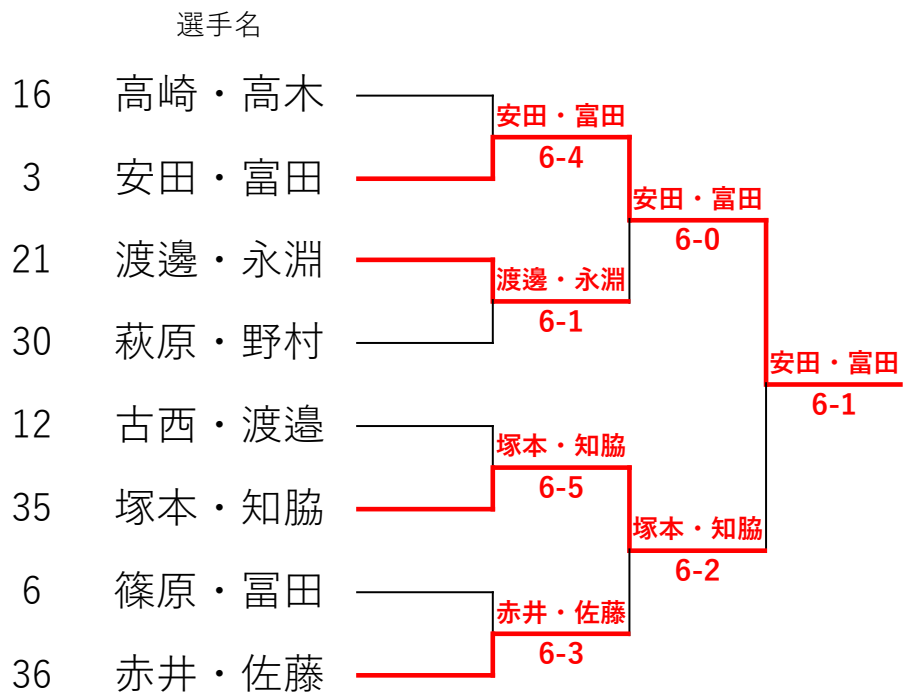 選手名
16 高崎・高木
3 安田・富田
21 渡邊・永淵
30 萩原・野村
12 古西・渡邉
35 塚本・知脇
6 篠原・冨田
36 赤井・佐藤
安田・富田
6-4
渡邊・永淵
6-1
塚本・知脇
6-5
赤井・佐藤
6-3
安田・富田
6-0
塚本・知脇
6-2
安田・富田
6-1